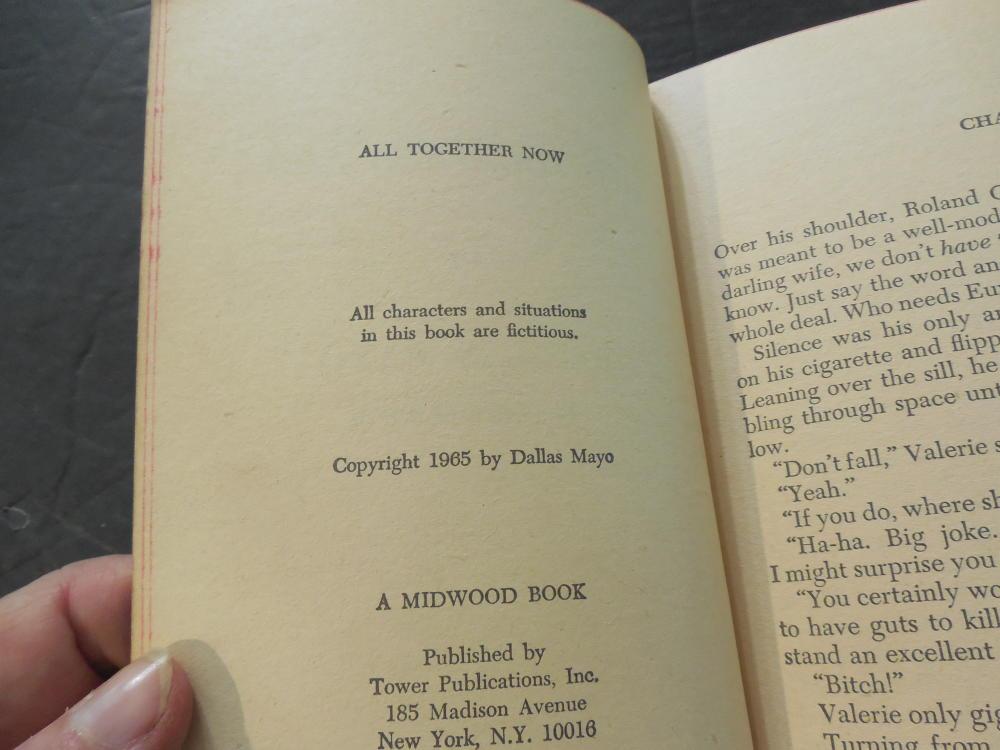 ALL TOGETHER NOW
All characters and situations
in this book are fictitious.
Copyright 1965 by Dallas Mayo
A MIDWOOD BOOK
Published by
Tower Publications, Inc.
185 Madison Avenue
New York, N.Y. 10016
Over his shoulder, Roland
was meant to be a well-mod
darling wife, we don't have
know. Just say the word an
whole deal. Who needs Eu
Silence was his only
on his cigarette and flipp
Leaning over the sill, he
bling through space unt
low.
"Don't fall," Valerie s
"Yeah."
"If you do, where sh
"Ha-ha. Big joke.
I might surprise you
"You certainly wo
to have guts to kill
stand an excellent
"Bitch!"
Valerie only gig
Turning from